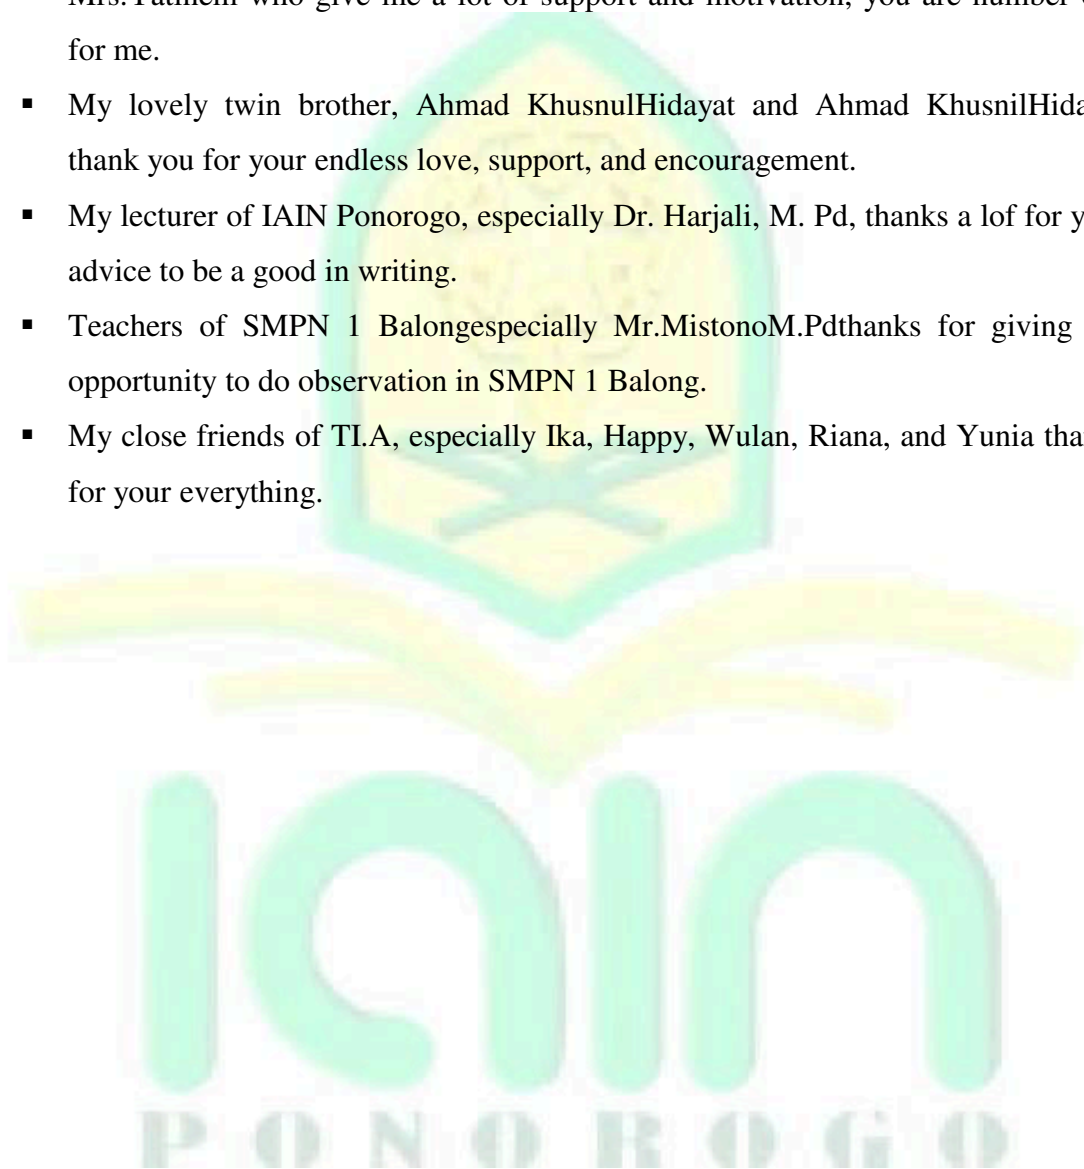 for me.
▪ My lovely twin brother, Ahmad KhusnulHidayat and Ahmad KhusnilHida
thank you for your endless love, support, and encouragement.
▪ My lecturer of IAIN Ponorogo, especially Dr. Harjali, M. Pd, thanks a lof for y
advice to be a good in writing.
▪ Teachers of SMPN 1 Balongespecially Mr.MistonoM.Pdthanks for giving
opportunity to do observation in SMPN 1 Balong.
▪ My close friends of TI.A, especially Ika, Happy, Wulan, Riana, and Yunia tha
for your everything.
iain
PONOROGO